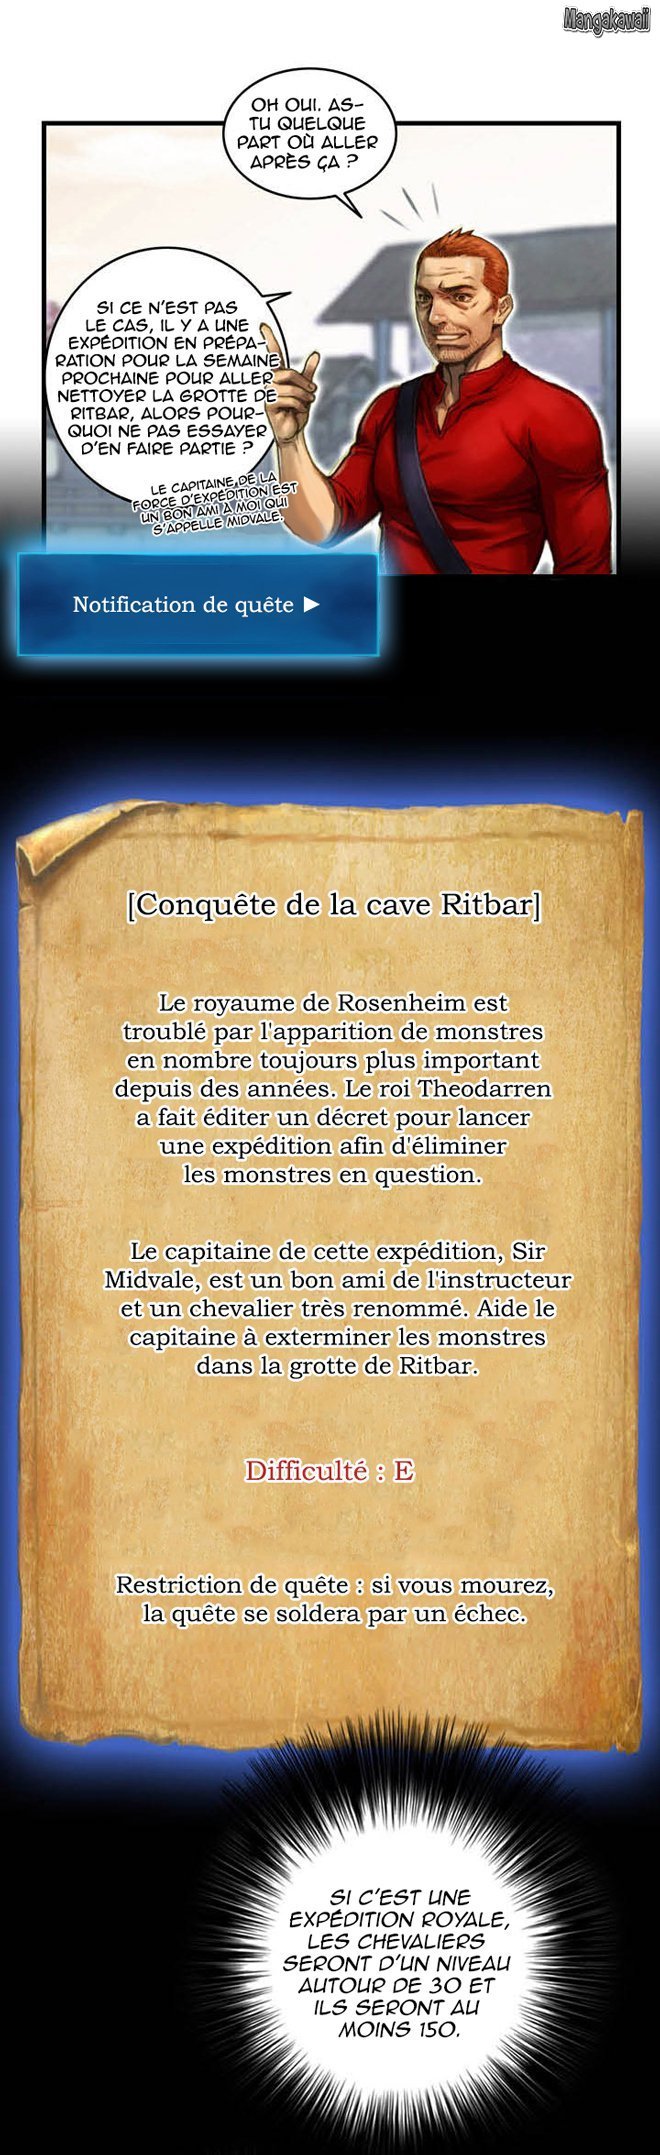 Mangakawaii
OH OUI. AS-
TU QUELQUE
PART OÙ ALLER
APRÈS ÇA ?
SI CE N'EST PAS
LE CAS, IL Y A UNE
EXPÉDITION EN PRÉPA-
RATION POUR LA SEMAINE
PROCHAINE POUR ALLER
NETTOYER LA GROTTE DE
RITBAR, ALORS POUR-
QUOI NE PAS ESSAYER
D'EN FAIRE PARTIE ?
LE CAPITAINE DE LA
FORCE D'EXPÉDITION EST
UN BON AMI À MOI QUI
S'APPELLE MIDVALE.
Notification de quête ►
[Conquête de la cave Ritbar]
Le royaume de Rosenheim est
troublé par l'apparition de monstres
en nombre toujours plus important
depuis des années. Le roi Theodarren
a fait éditer un décret pour lancer
une expédition afin d'éliminer
les monstres en question.
Le capitaine de cette expédition, Sir
Midvale, est un bon ami de l'instructeur
et un chevalier très renommé. Aide le
capitaine à exterminer les monstres
dans la grotte de Ritbar.
Difficulté : E
Restriction de quête : si vous mourez,
la quête se soldera par un échec.
SI C'EST UNE
EXPÉDITION ROYALE,
LES CHEVALIERS
SERONT D'UN NIVEAU
AUTOUR DE 30 ET
ILS SERONT AU
MOINS 150.